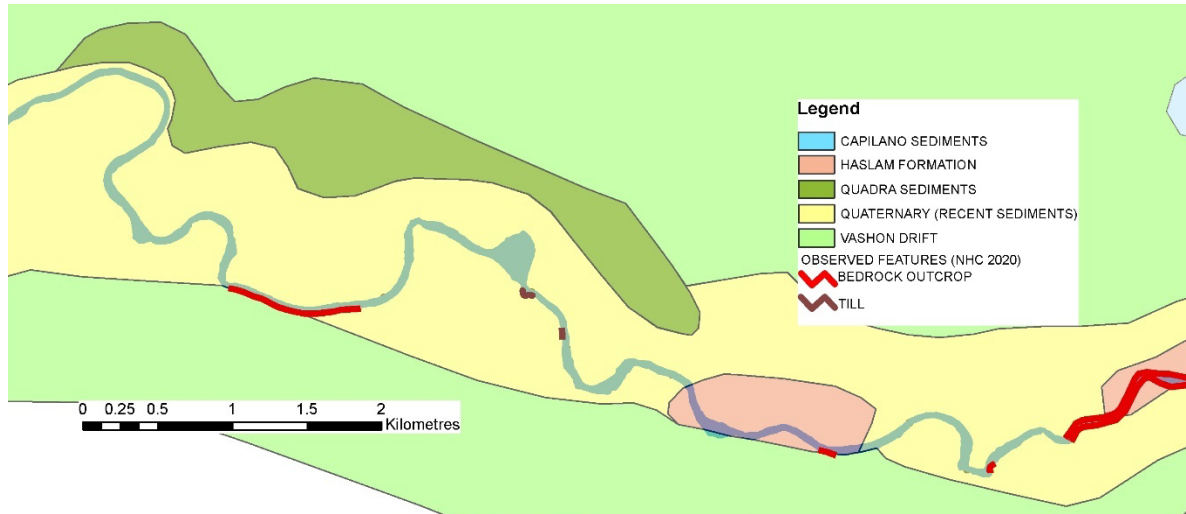 Legend
CAPILANO SEDIMENTS
HASLAM FORMATION
QUADRA SEDIMENTS
QUATERNARY (RECENT SEDIMENTS)
VASHON DRIFT
OBSERVED FEATURES (NHC 2020)
BEDROCK OUTCROP
TILL
0 0.25 0.5 1 1.5 2
Kilometres